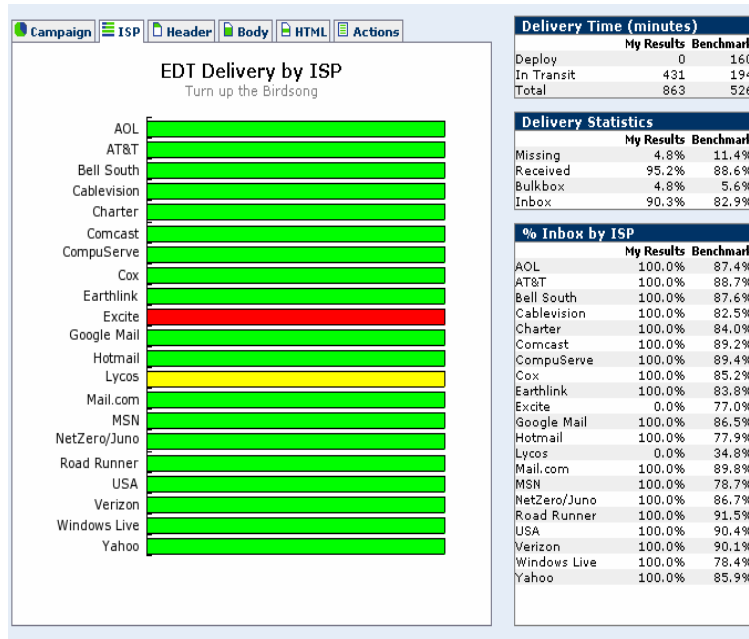 Campaign ISP Header Body HTML Actions
EDT Delivery by ISP
Turn up the Birdsong
AOL
AT&T
Bell South
Cablevision
Charter
Comcast
CompuServe
Cox
Earthlink
Excite
Google Mail
Hotmail
Lycos
Mail.com
MSN
NetZero/Juno
Road Runner
USA
Verizon
Windows Live
Yahoo
Delivery Time (minutes)
My Results Benchmark
Deploy 0 160
In Transit 431 194
Total 863 526
Delivery Statistics
My Results Benchmark
Missing 4.8% 11.4%
Received 95.2% 88.6%
Bulkbox 4.8% 5.6%
Inbox 90.3% 82.9%
% Inbox by ISP
My Results Benchmark
AOL 100.0% 87.4%
AT&T 100.0% 88.7%
Bell South 100.0% 87.6%
Cablevision 100.0% 82.5%
Charter 100.0% 84.0%
Comcast 100.0% 89.2%
CompuServe 100.0% 89.4%
Cox 100.0% 85.2%
Earthlink 100.0% 83.8%
Excite 0.0% 77.0%
Google Mail 100.0% 86.5%
Hotmail 100.0% 77.9%
Lycos 0.0% 34.8%
Mail.com 100.0% 89.8%
MSN 100.0% 78.7%
NetZero/Juno 100.0% 86.7%
Road Runner 100.0% 91.5%
USA 100.0% 90.4%
Verizon 100.0% 90.1%
Windows Live 100.0% 78.4%
Yahoo 100.0% 85.9%